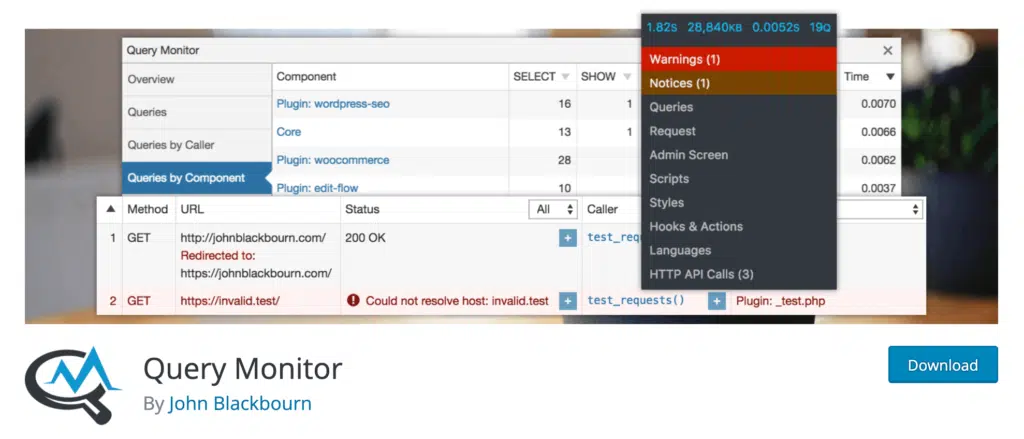 1.82S 28,840KB 0.0052S 19Q
Query Monitor
Overview
Queries
Queries by Caller
Queries by Component
Component SELECT SHOW Time
Plugin: wordpress-seo 16 1 0.0070
Core 13 1 0.0066
Plugin: woocommerce 28 0.0062
Plugin: edit-flow 10 0.0037
Warnings (1)
Notices (1)
Queries
Request
Admin Screen
Scripts
Styles
Hooks & Actions
Languages
HTTP API Calls (3)
Method URL Status All Caller
1 GET http://johnblackbourn.com/ 200 OK + test_requ
Redirected to:
https://johnblackbourn.com/
2 GET https://invalid.test/ Could not resolve host: invalid.test + test_requests() + Plugin: _test.php
Query Monitor
By John Blackbourn
Download